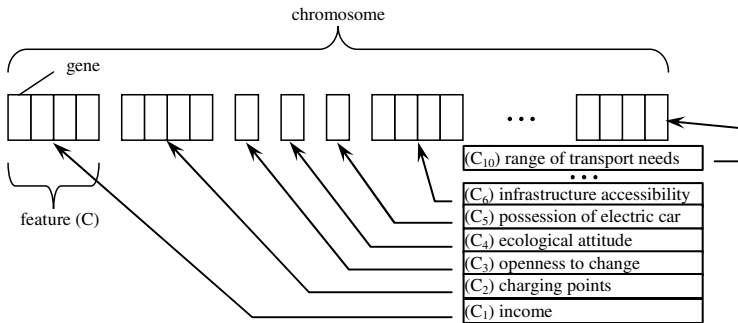 chromosome
gene
...
(C10) range of transport needs
...
(C6) infrastructure accessibility
feature (C)
(C5) possession of electric car
(C4) ecological attitude
(C3) openness to change
(C2) charging points
(C1) income